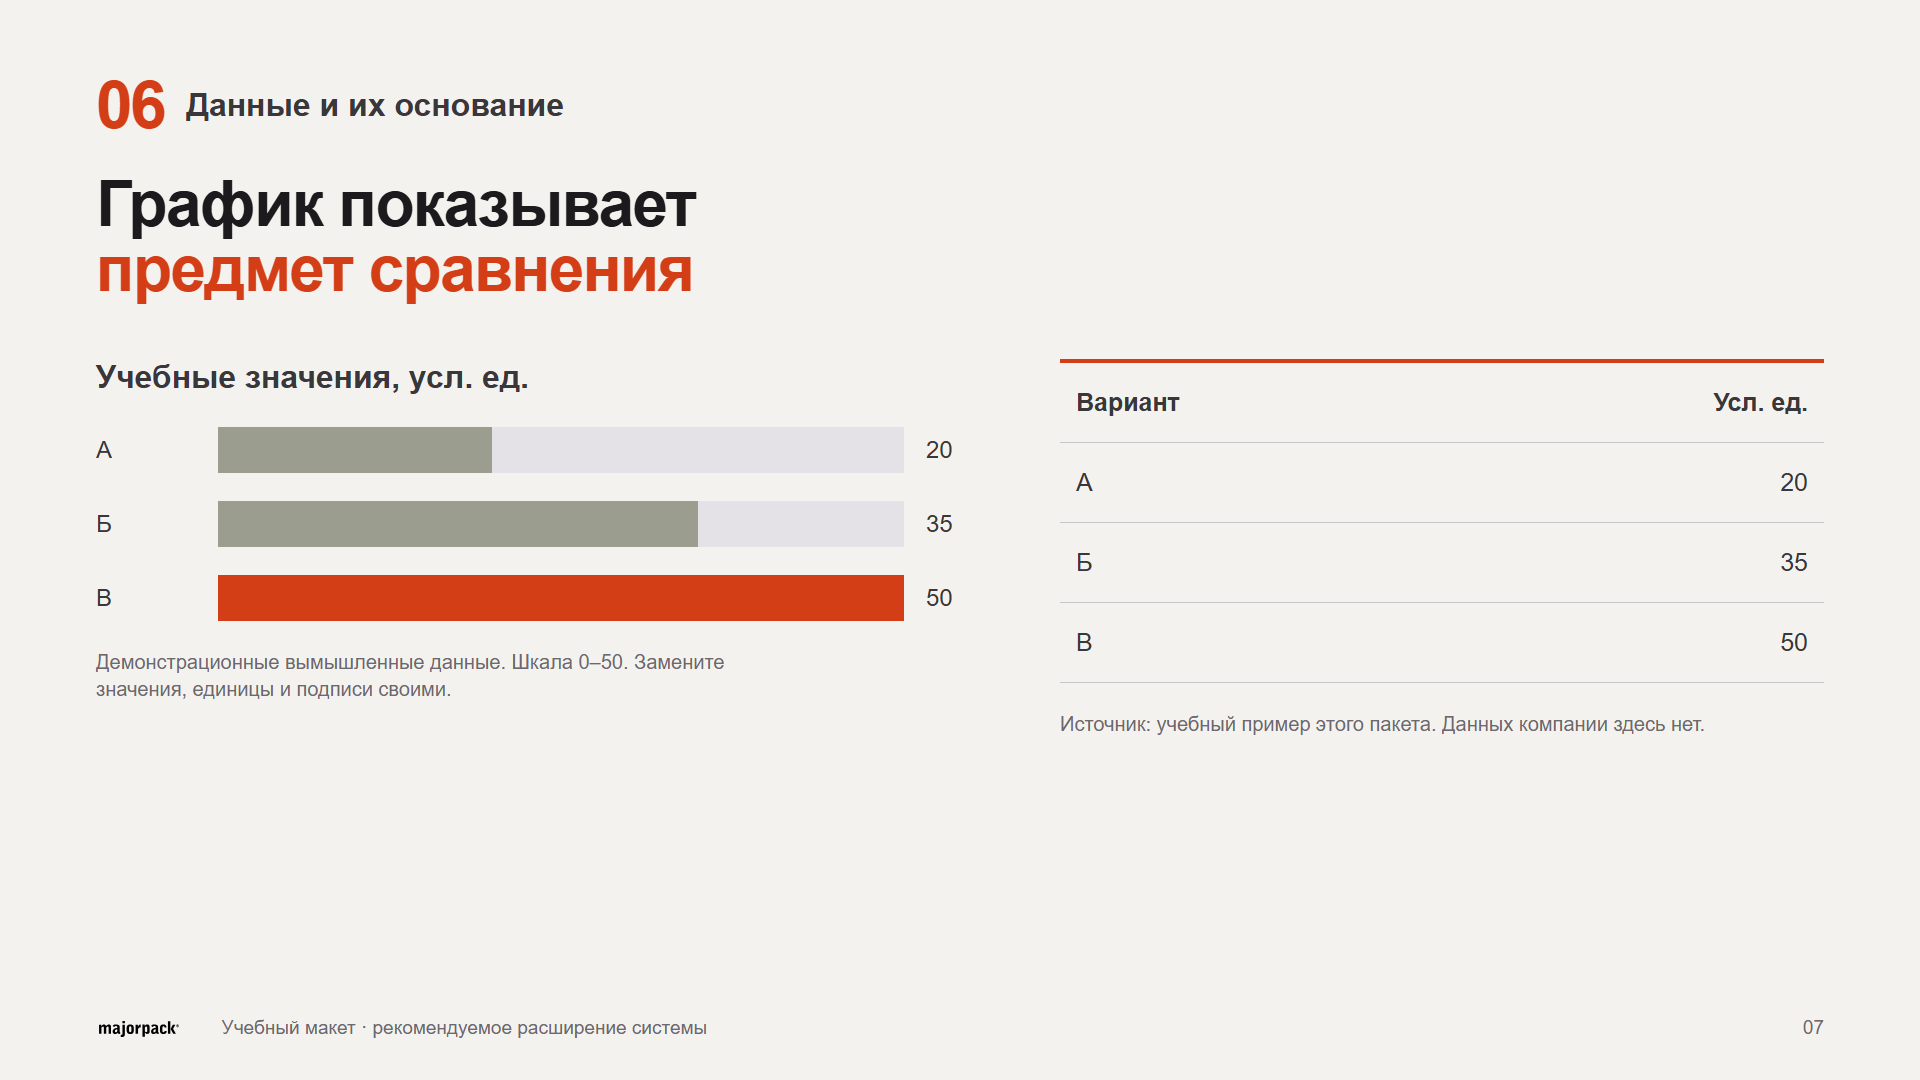 06 Данные и их основание
График показывает
предмет сравнения
Учебные значения, усл. ед.
А 20
Б 35
В 50
Демонстрационные вымышленные данные. Шкала 0–50. Замените
значения, единицы и подписи своими.
Вариант Усл. ед.
А 20
Б 35
В 50
Источник: учебный пример этого пакета. Данных компании здесь нет.
majorpack Учебный макет · рекомендуемое расширение системы 07